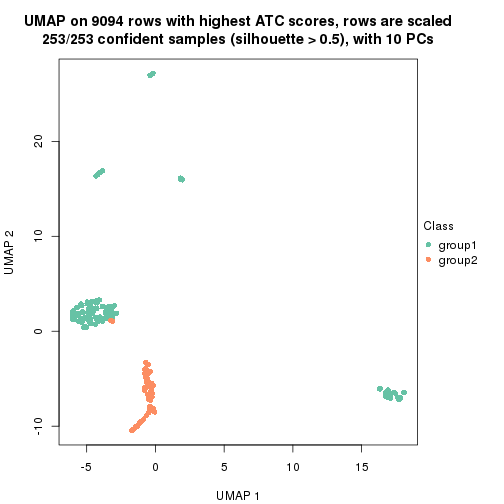 UMAP on 9094 rows with highest ATC scores, rows are scaled
253/253 confident samples (silhouette > 0.5), with 10 PCs
20
10
0
-10
UMAP 2
Class
group1
group2
-5 0 5 10 15
UMAP 1